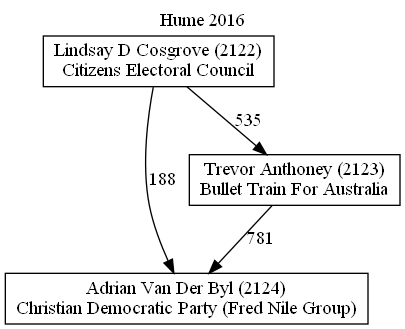 Hume 2016
Lindsay D Cosgrove (2122)
Citizens Electoral Council
535
Trevor Anthoney (2123)
Bullet Train For Australia
188
781
Adrian Van Der Byl (2124)
Christian Democratic Party (Fred Nile Group)